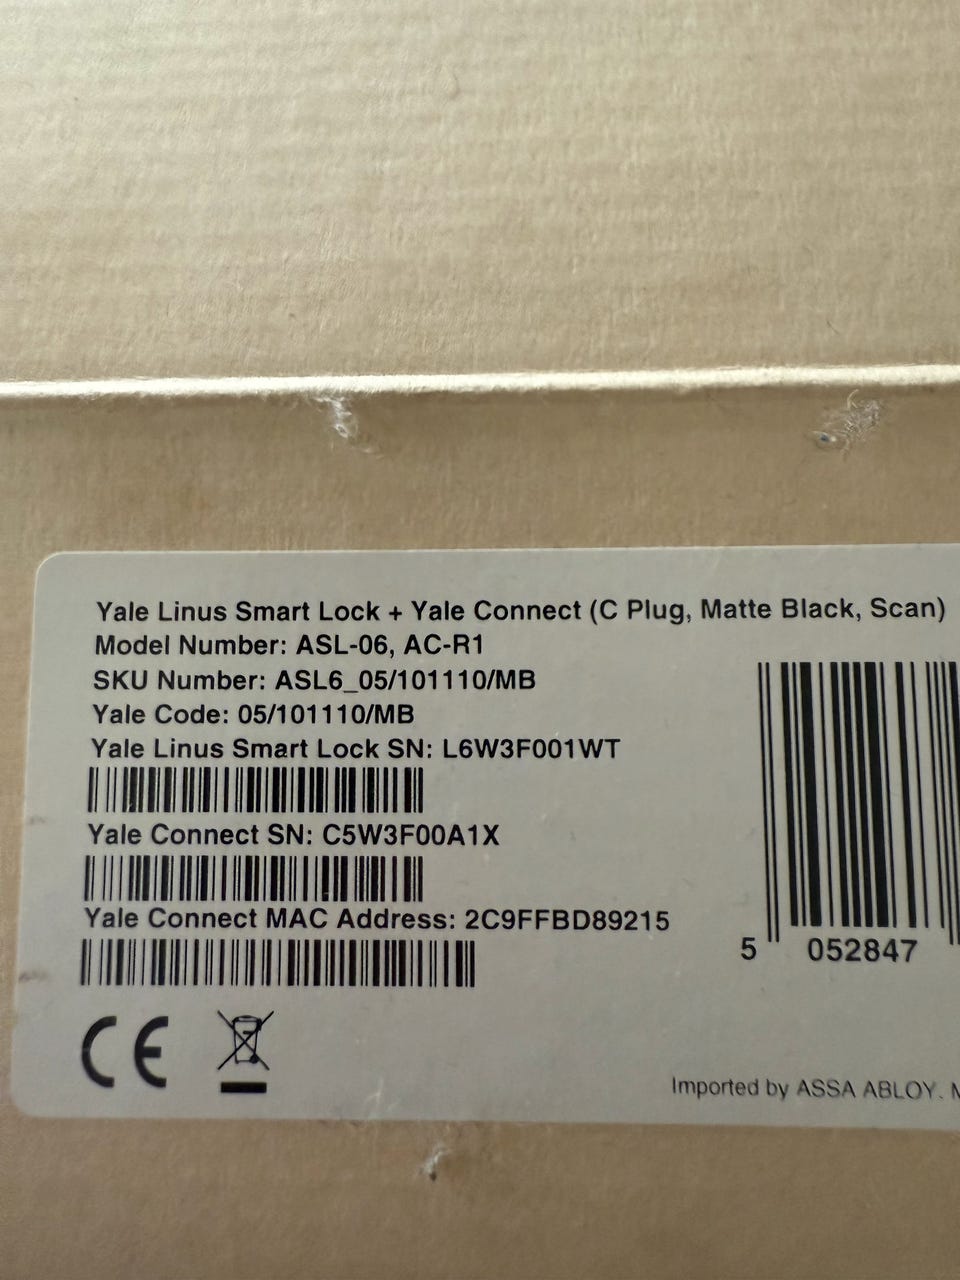 Yale Linus Smart Lock + Yale Connect (C Plug, Matte Black, Scan)
Model Number: ASL-06, AC-R1
SKU Number: ASL6_05/101110/MB
Yale Code: 05/101110/MB
Yale Linus Smart Lock SN: L6W3F001WT
Yale Connect SN: C5W3F00A1X
Yale Connect MAC Address: 2C9FFBD89215
5 052847
CE
Imported by ASSA ABLOY.